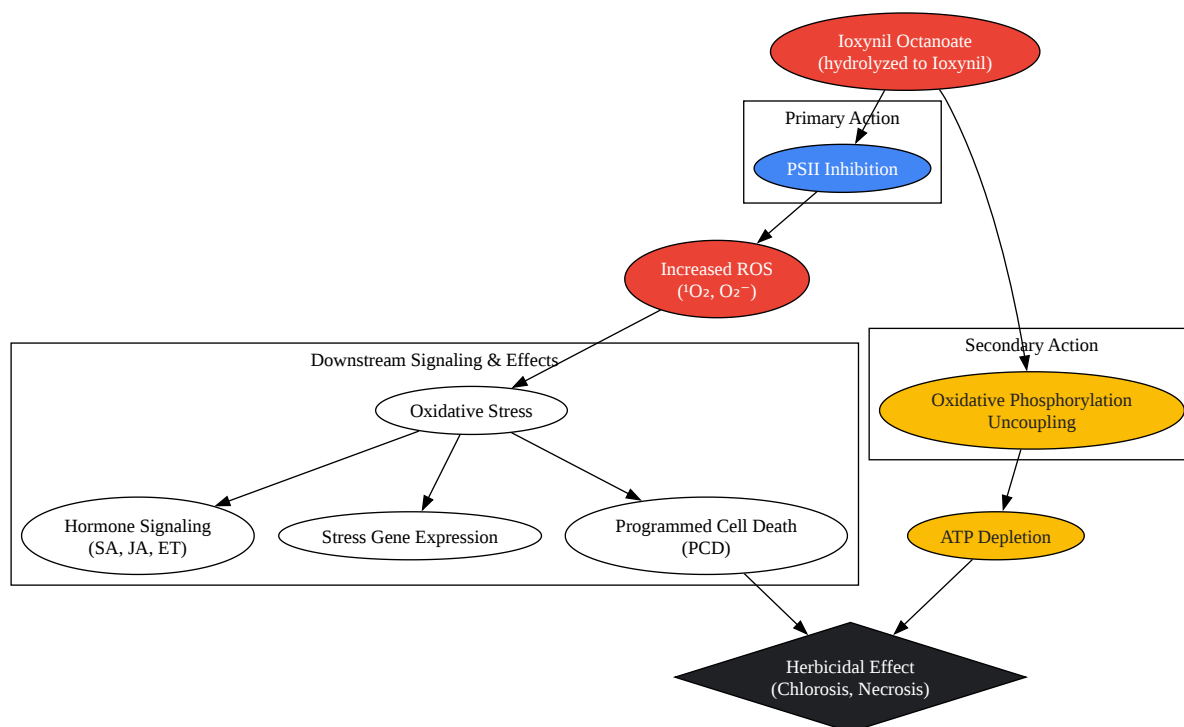 Ioxynil Octanoate
(hydrolyzed to Ioxynil)
Primary Action
PSII Inhibition
Increased ROS
(¹O₂, O₂⁻)
Secondary Action
Downstream Signaling & Effects
Oxidative Stress
Oxidative Phosphorylation
Uncoupling
Hormone Signaling
(SA, JA, ET)
Stress Gene Expression
Programmed Cell Death
(PCD)
ATP Depletion
Herbicidal Effect
(Chlorosis, Necrosis)